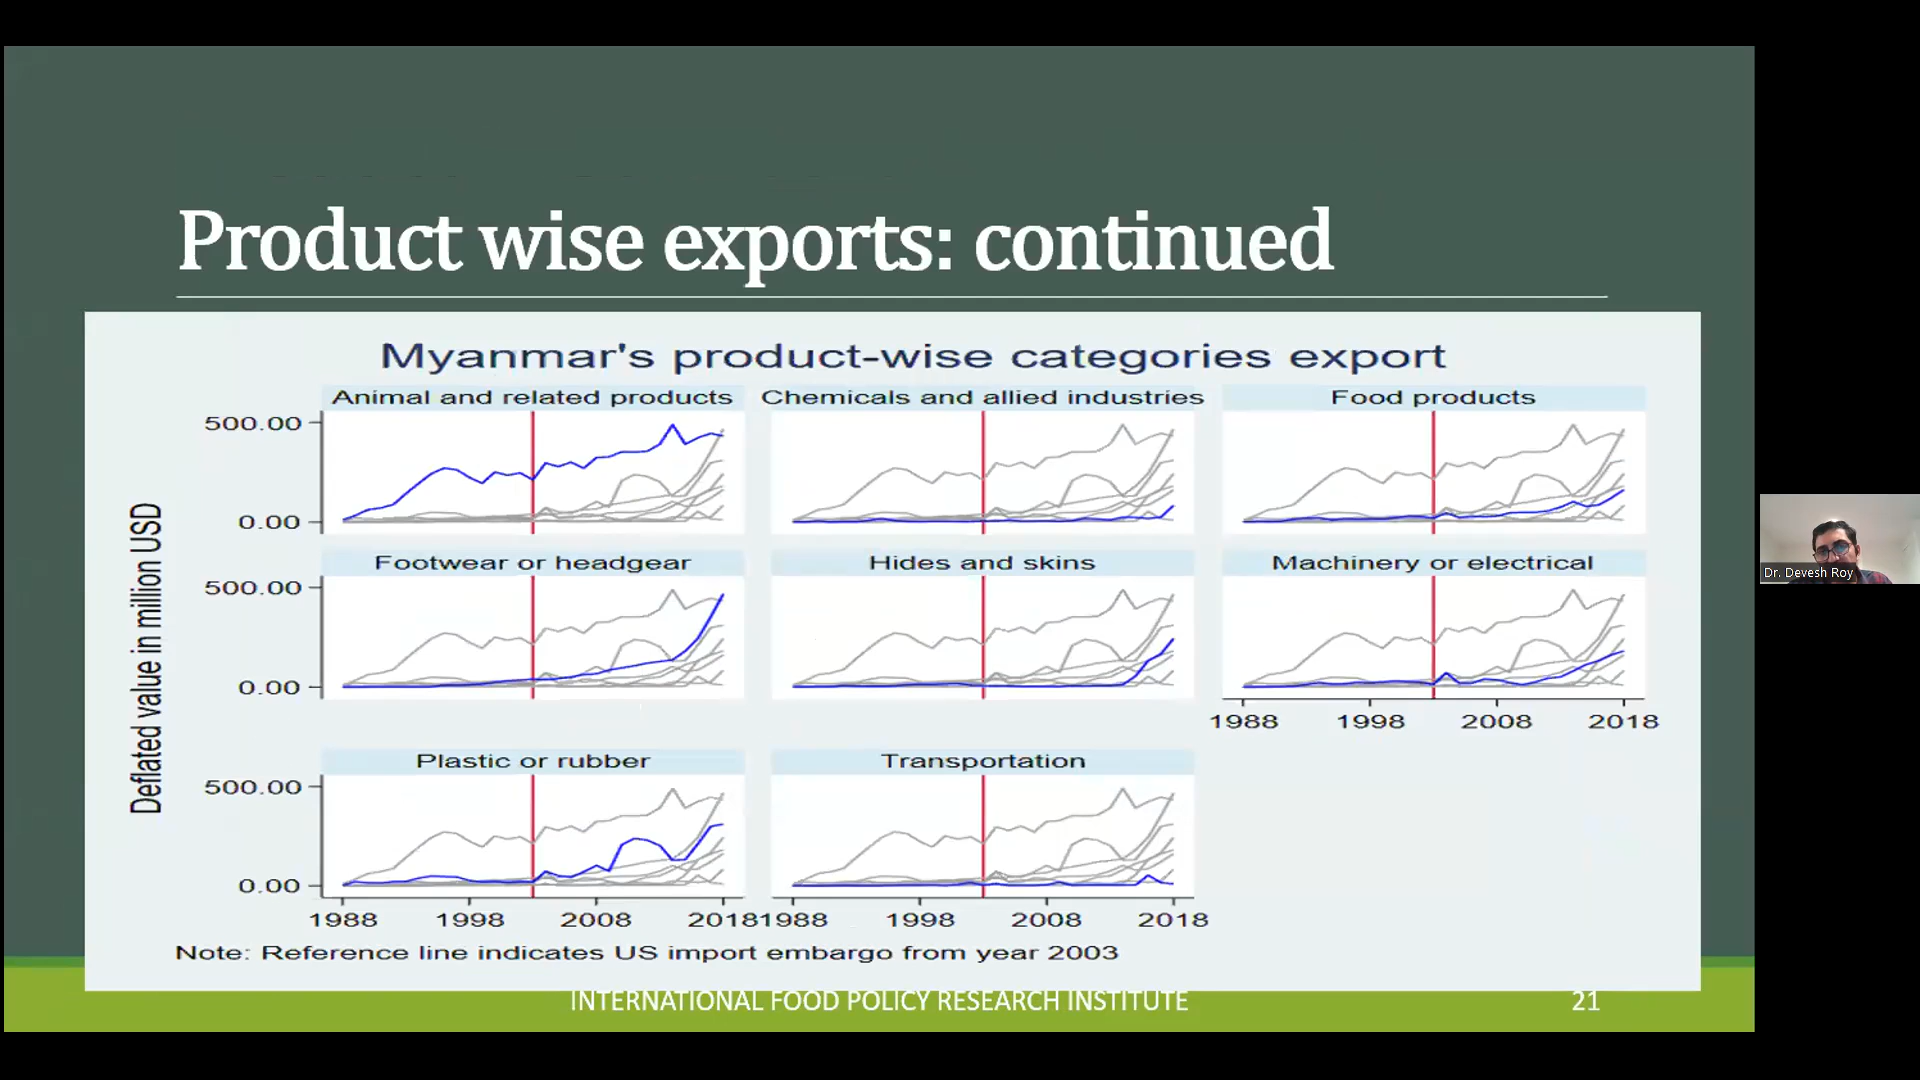 Product wise exports: continued
Myanmar's product-wise categories export
Animal and related products
Chemicals and allied industries
Food products
500.00
0.00
Footwear or headgear
Hides and skins
Machinery or electrical
500.00
0.00
1988 1998 2008 2018
Plastic or rubber
Transportation
500.00
0.00
1988 1998 2008 2018
1988 1998 2008 2018
Deflated value in million USD
Note: Reference line indicates US import embargo from year 2003
INTERNATIONAL FOOD POLICY RESEARCH INSTITUTE
21
Dr. Devesh Roy